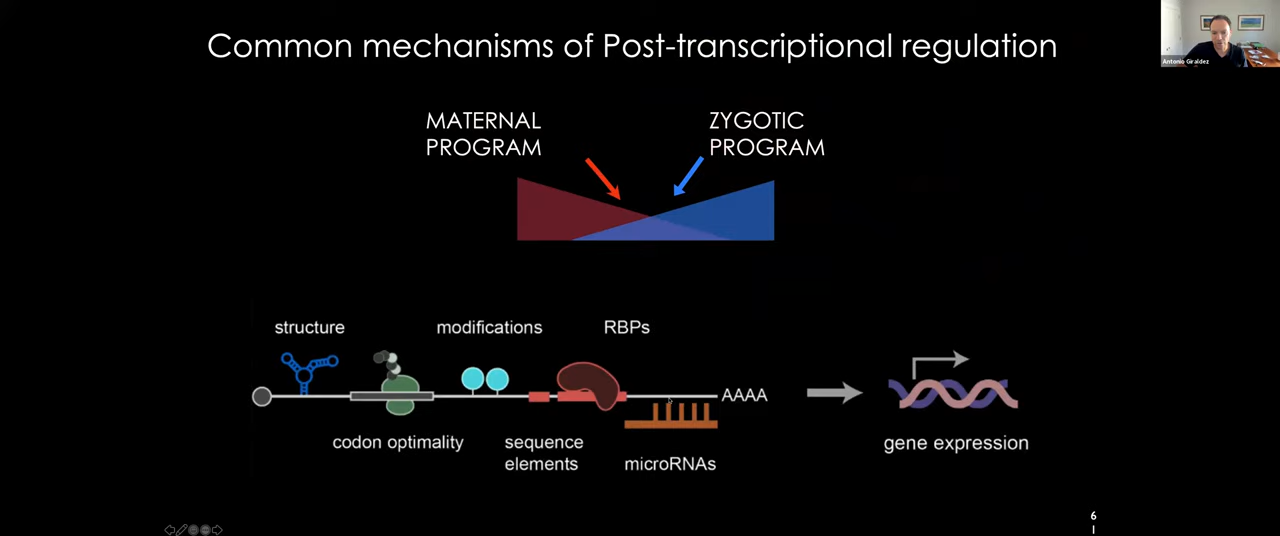 Common mechanisms of Post-transcriptional regulation
Antonio Giraldez
MATERNAL
PROGRAM
ZYGOTIC
PROGRAM
structure
modifications
RBPs
AAAA
codon optimality
sequence
elements
microRNAs
gene expression
6